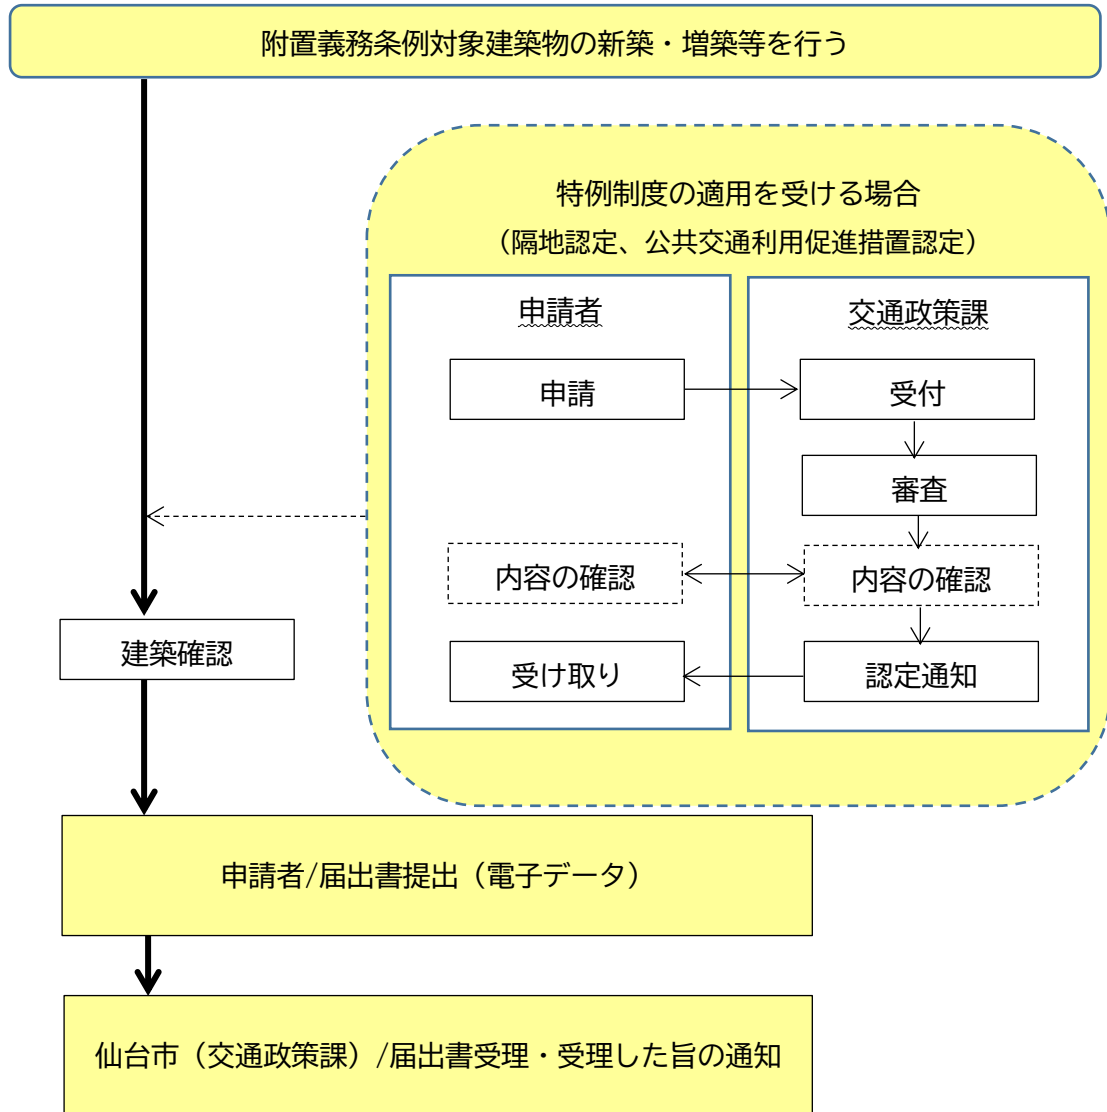 附置義務条例対象建築物の新築・増築等を行う
特例制度の適用を受ける場合
（隔地認定、公共交通利用促進措置認定）
申請者
交通政策課
申請
受付
審査
内容の確認
内容の確認
建築確認
受け取り
認定通知
申請者/届出書提出（電子データ）
仙台市（交通政策課）/届出書受理・受理した旨の通知